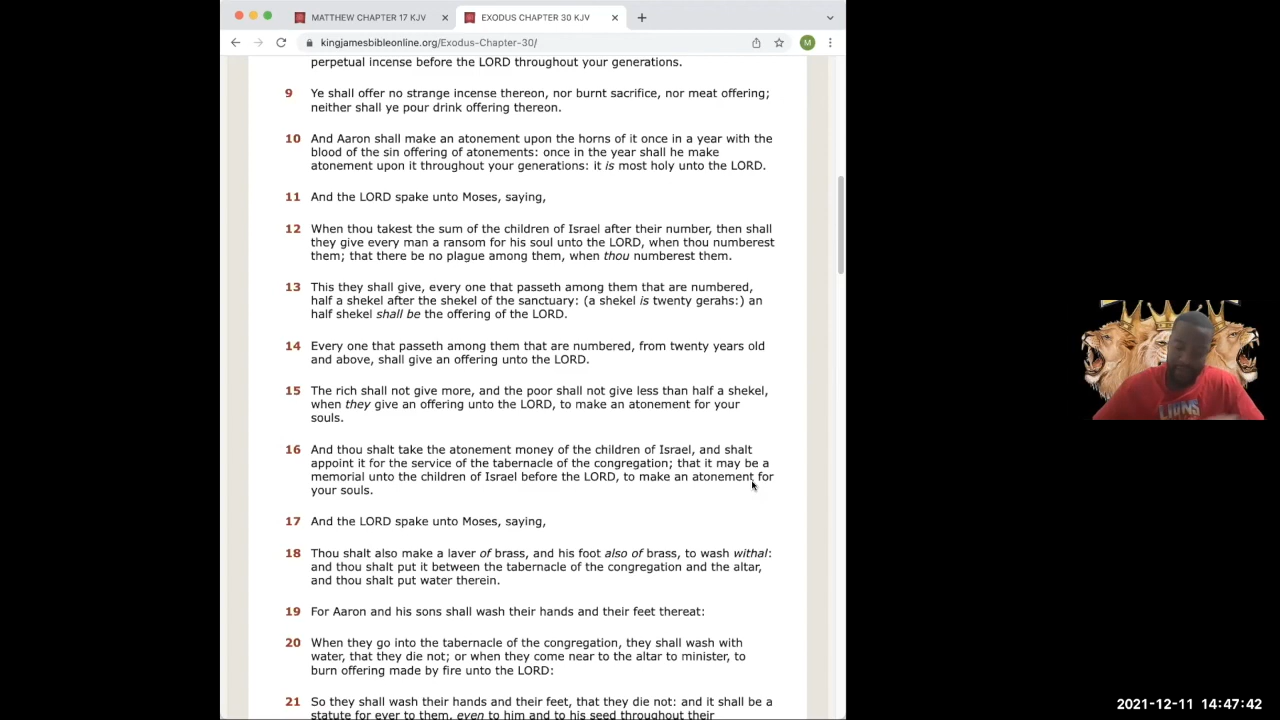 MATTHEW CHAPTER 17 KJV
EXODUS CHAPTER 30 KJV
kingjamesbibleonline.org/Exodus-Chapter-30/
M
perpetual incense before the LORD throughout your generations.
9 Ye shall offer no strange incense thereon, nor burnt sacrifice, nor meat offering;
neither shall ye pour drink offering thereon.
10 And Aaron shall make an atonement upon the horns of it once in a year with the
blood of the sin offering of atonements: once in the year shall he make
atonement upon it throughout your generations: it is most holy unto the LORD.
11 And the LORD spake unto Moses, saying,
12 When thou takest the sum of the children of Israel after their number, then shall
they give every man a ransom for his soul unto the LORD, when thou numberest
them; that there be no plague among them, when thou numberest them.
13 This they shall give, every one that passeth among them that are numbered,
half a shekel after the shekel of the sanctuary: (a shekel is twenty gerahs:) an
half shekel shall be the offering of the LORD.
14 Every one that passeth among them that are numbered, from twenty years old
and above, shall give an offering unto the LORD.
15 The rich shall not give more, and the poor shall not give less than half a shekel,
when they give an offering unto the LORD, to make an atonement for your
souls.
16 And thou shalt take the atonement money of the children of Israel, and shalt
appoint it for the service of the tabernacle of the congregation; that it may be a
memorial unto the children of Israel before the LORD, to make an atonement for
your souls.
17 And the LORD spake unto Moses, saying,
18 Thou shalt also make a laver of brass, and his foot also of brass, to wash withal:
and thou shalt put it between the tabernacle of the congregation and the altar,
and thou shalt put water therein.
19 For Aaron and his sons shall wash their hands and their feet thereat:
20 When they go into the tabernacle of the congregation, they shall wash with
water, that they die not; or when they come near to the altar to minister, to
burn offering made by fire unto the LORD:
21 So they shall wash their hands and their feet, that they die not: and it shall be a
statute for ever to them, even to him and to his seed throughout their
LIONS
2021-12-11 14:47:42